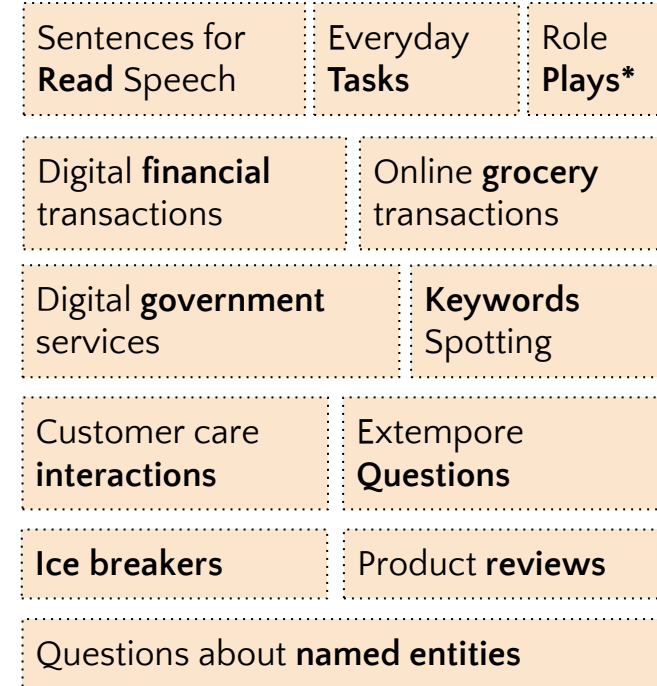 Sentences for
Read Speech
Everyday
Tasks
Role
Plays*
Digital financial
transactions
Online grocery
transactions
Digital government
services
Keywords
Spotting
Customer care
interactions
Extempore
Questions
Ice breakers
Product reviews
Questions about named entities